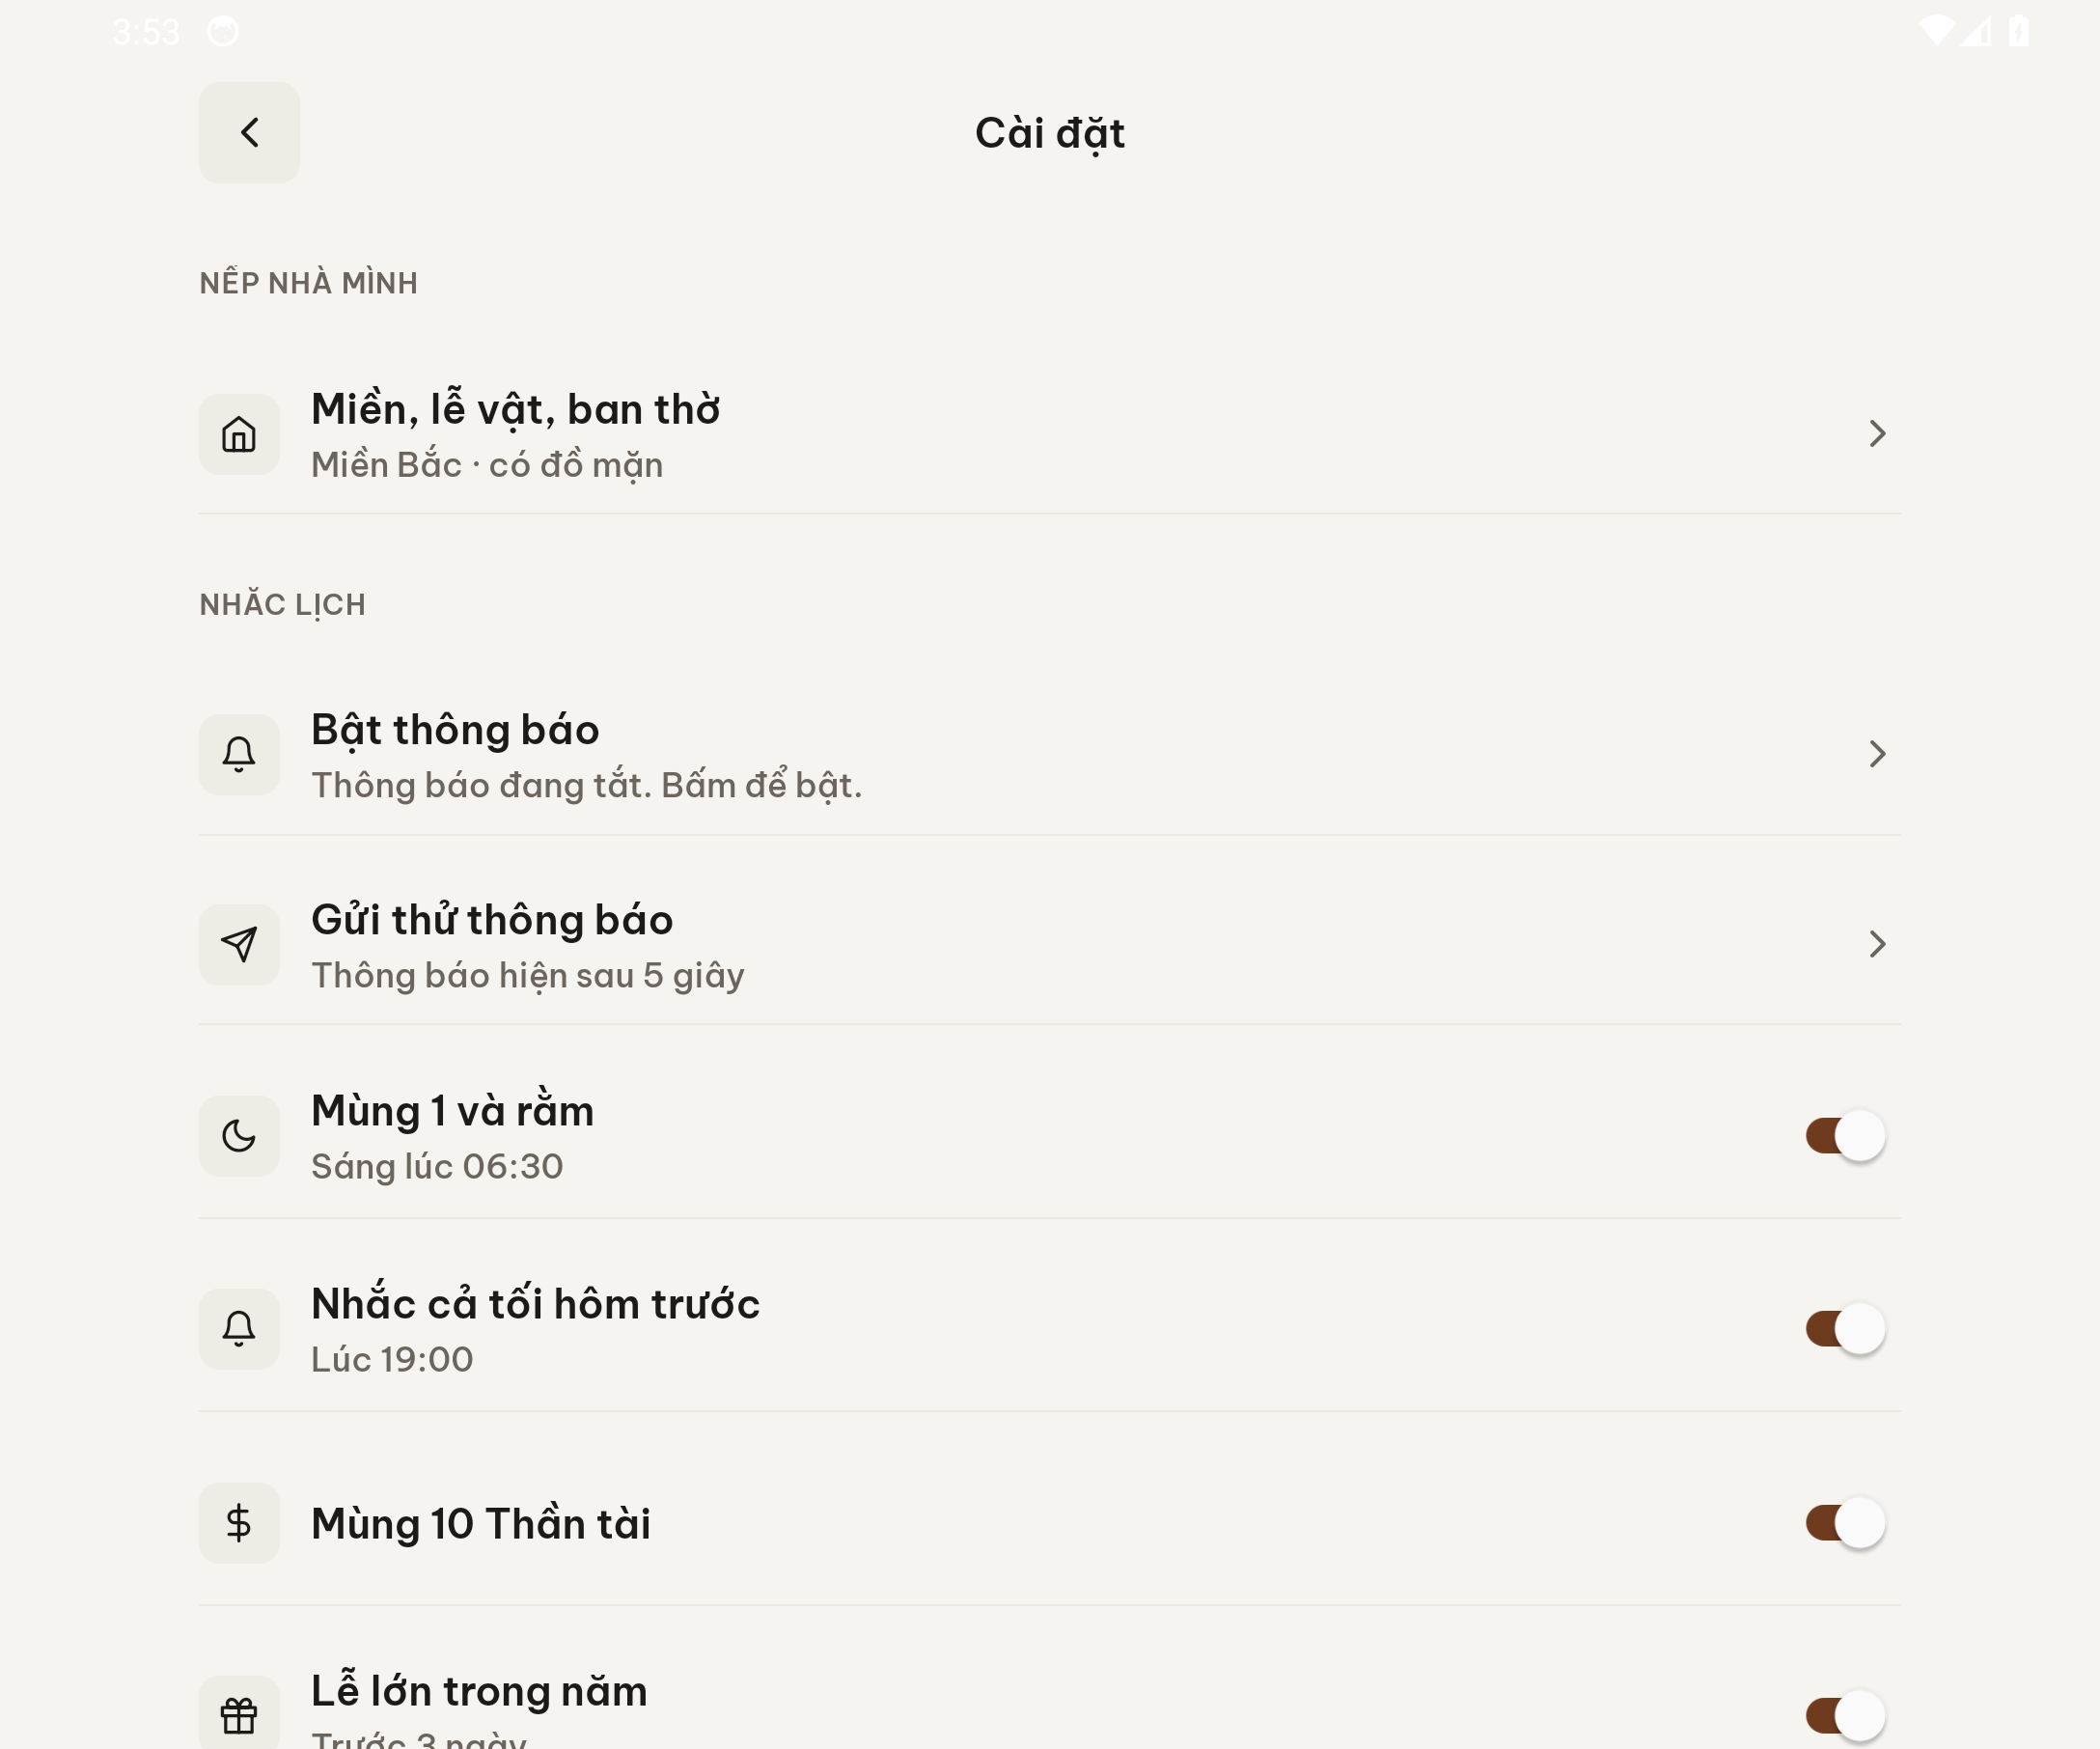 3:53
Cài đặt
NẾP NHÀ MÌNH
Miền, lễ vật, ban thờ
Miền Bắc · có đồ mặn
NHẮC LỊCH
Bật thông báo
Thông báo đang tắt. Bấm để bật.
Gửi thử thông báo
Thông báo hiện sau 5 giây
Mùng 1 và rằm
Sáng lúc 06:30
Nhắc cả tối hôm trước
Lúc 19:00
Mùng 10 Thần tài
Lễ lớn trong năm
Trước 3 ngày